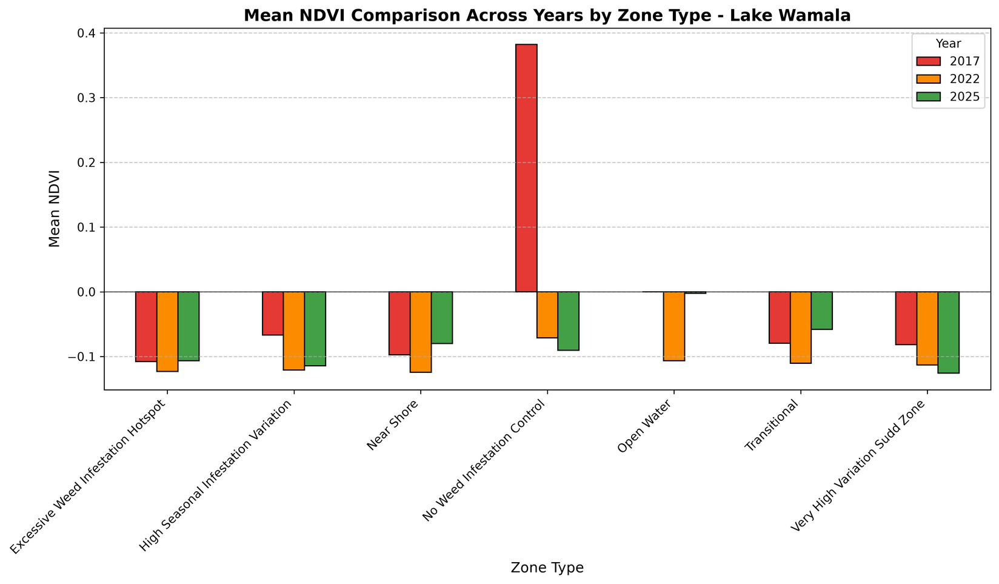 Mean NDVI Comparison Across Years by Zone Type - Lake Wamala
Year
2017
2022
2025
Mean NDVI
0.4
0.3
0.2
0.1
0.0
−0.1
Excessive Weed Infestation Hotspot
High Seasonal Infestation Variation
Near Shore
No Weed Infestation Control
Open Water
Transitional
Very High Variation Sudd Zone
Zone Type